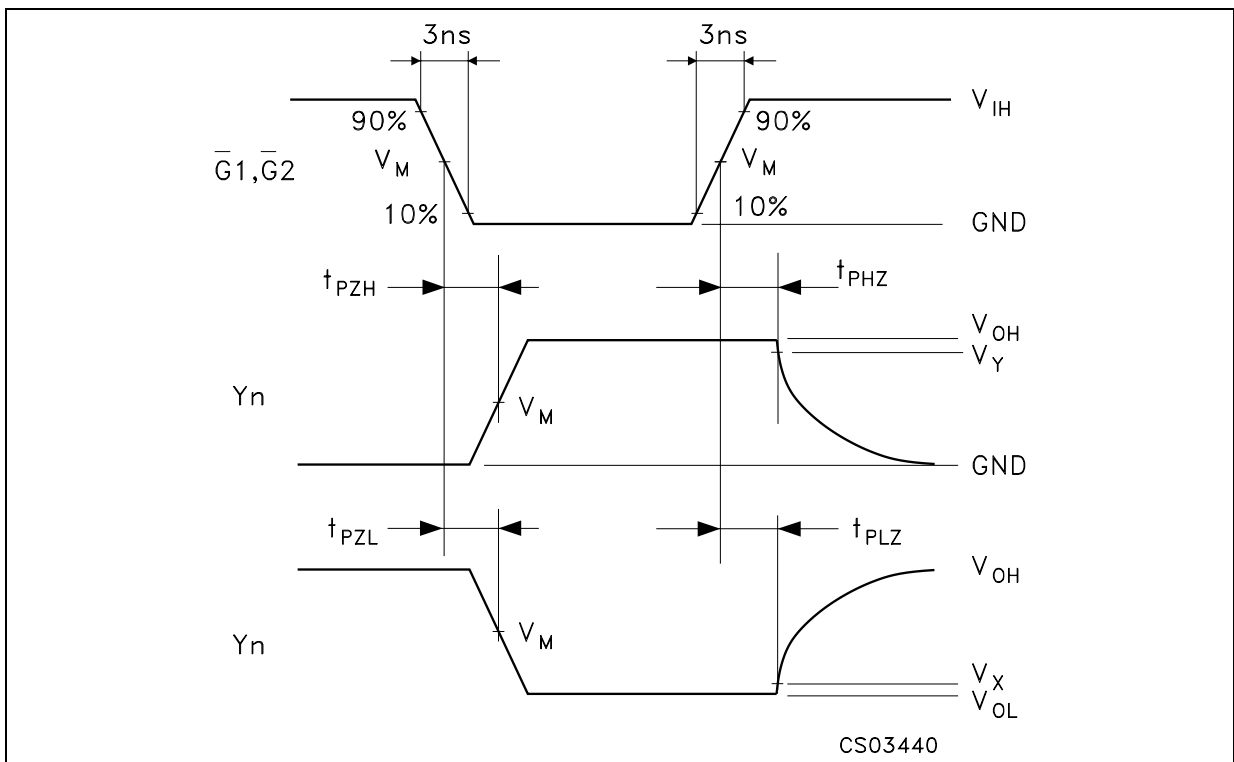 3ns
3ns
90%
90%
V_IH
G̅1,G̅2
V_M
V_M
10%
10%
GND
t_PZH
t_PHZ
V_OH
V_Y
Yn
V_M
GND
t_PZL
t_PLZ
V_OH
Yn
V_M
V_X
V_OL
CS03440